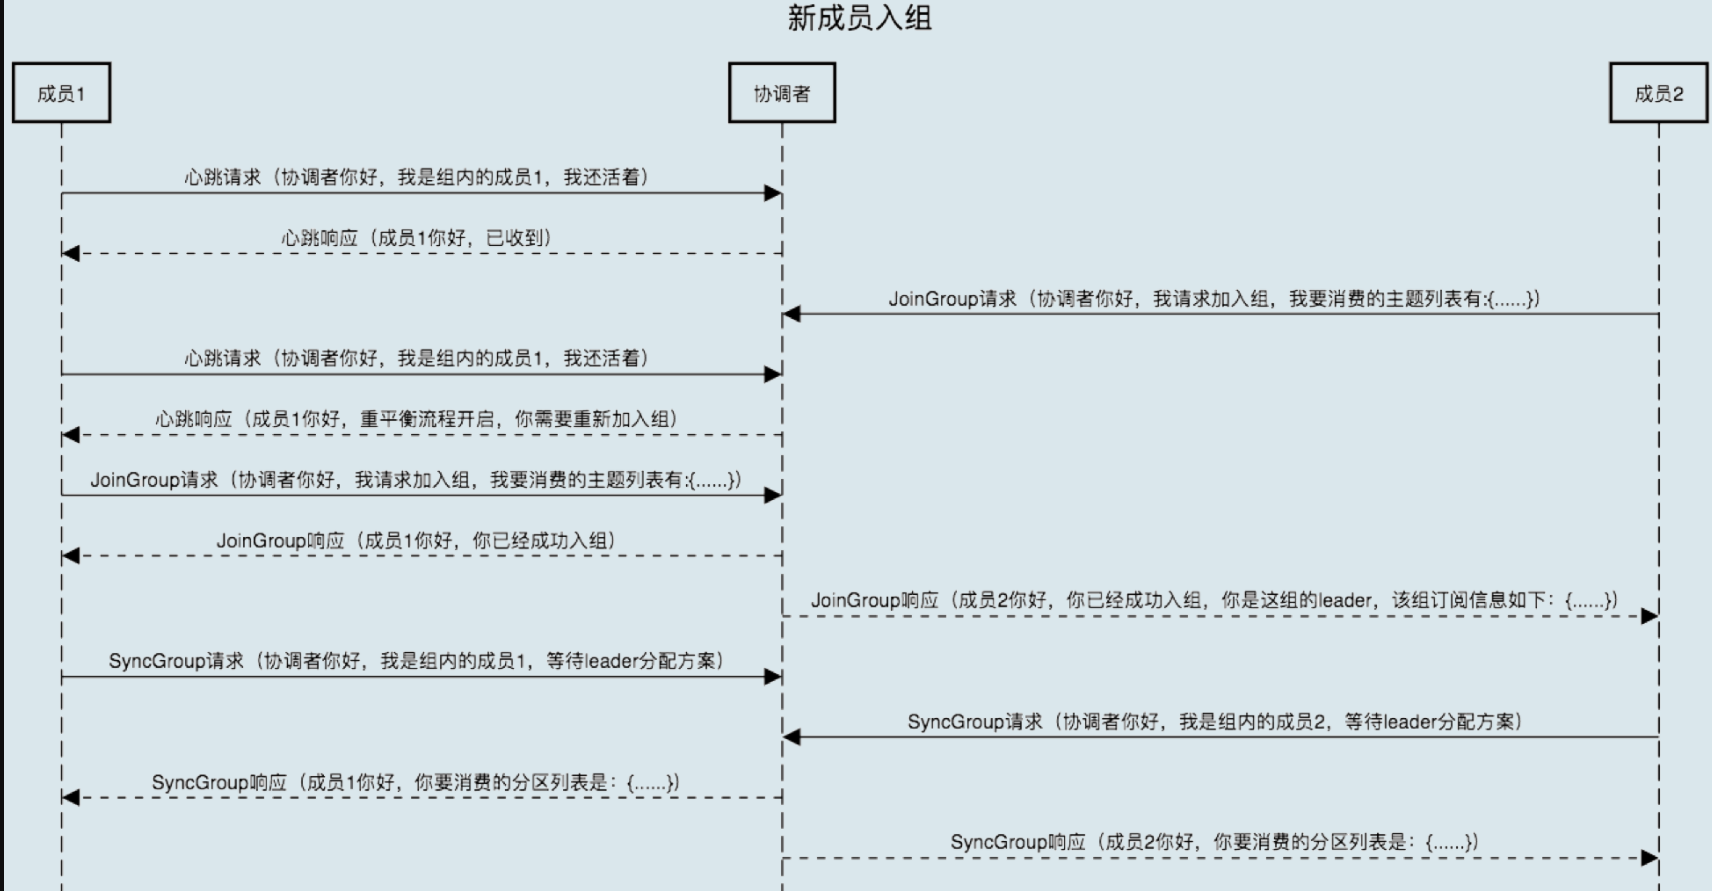 新成员入组
成员1
协调者
成员2
心跳请求（协调者你好，我是组内的成员1，我还活着）
心跳响应（成员1你好，已收到）
JoinGroup请求（协调者你好，我请求加入组，我要消费的主题列表有:{......}）
心跳请求（协调者你好，我是组内的成员1，我还活着）
心跳响应（成员1你好，重平衡流程开启，你需要重新加入组）
JoinGroup请求（协调者你好，我请求加入组，我要消费的主题列表有:{......}）
JoinGroup响应（成员1你好，你已经成功入组）
JoinGroup响应（成员2你好，你已经成功入组，你是这组的leader，该组订阅信息如下：{......}）
SyncGroup请求（协调者你好，我是组内的成员1，等待leader分配方案）
SyncGroup请求（协调者你好，我是组内的成员2，等待leader分配方案）
SyncGroup响应（成员1你好，你要消费的分区列表是：{......}）
SyncGroup响应（成员2你好，你要消费的分区列表是：{......}）